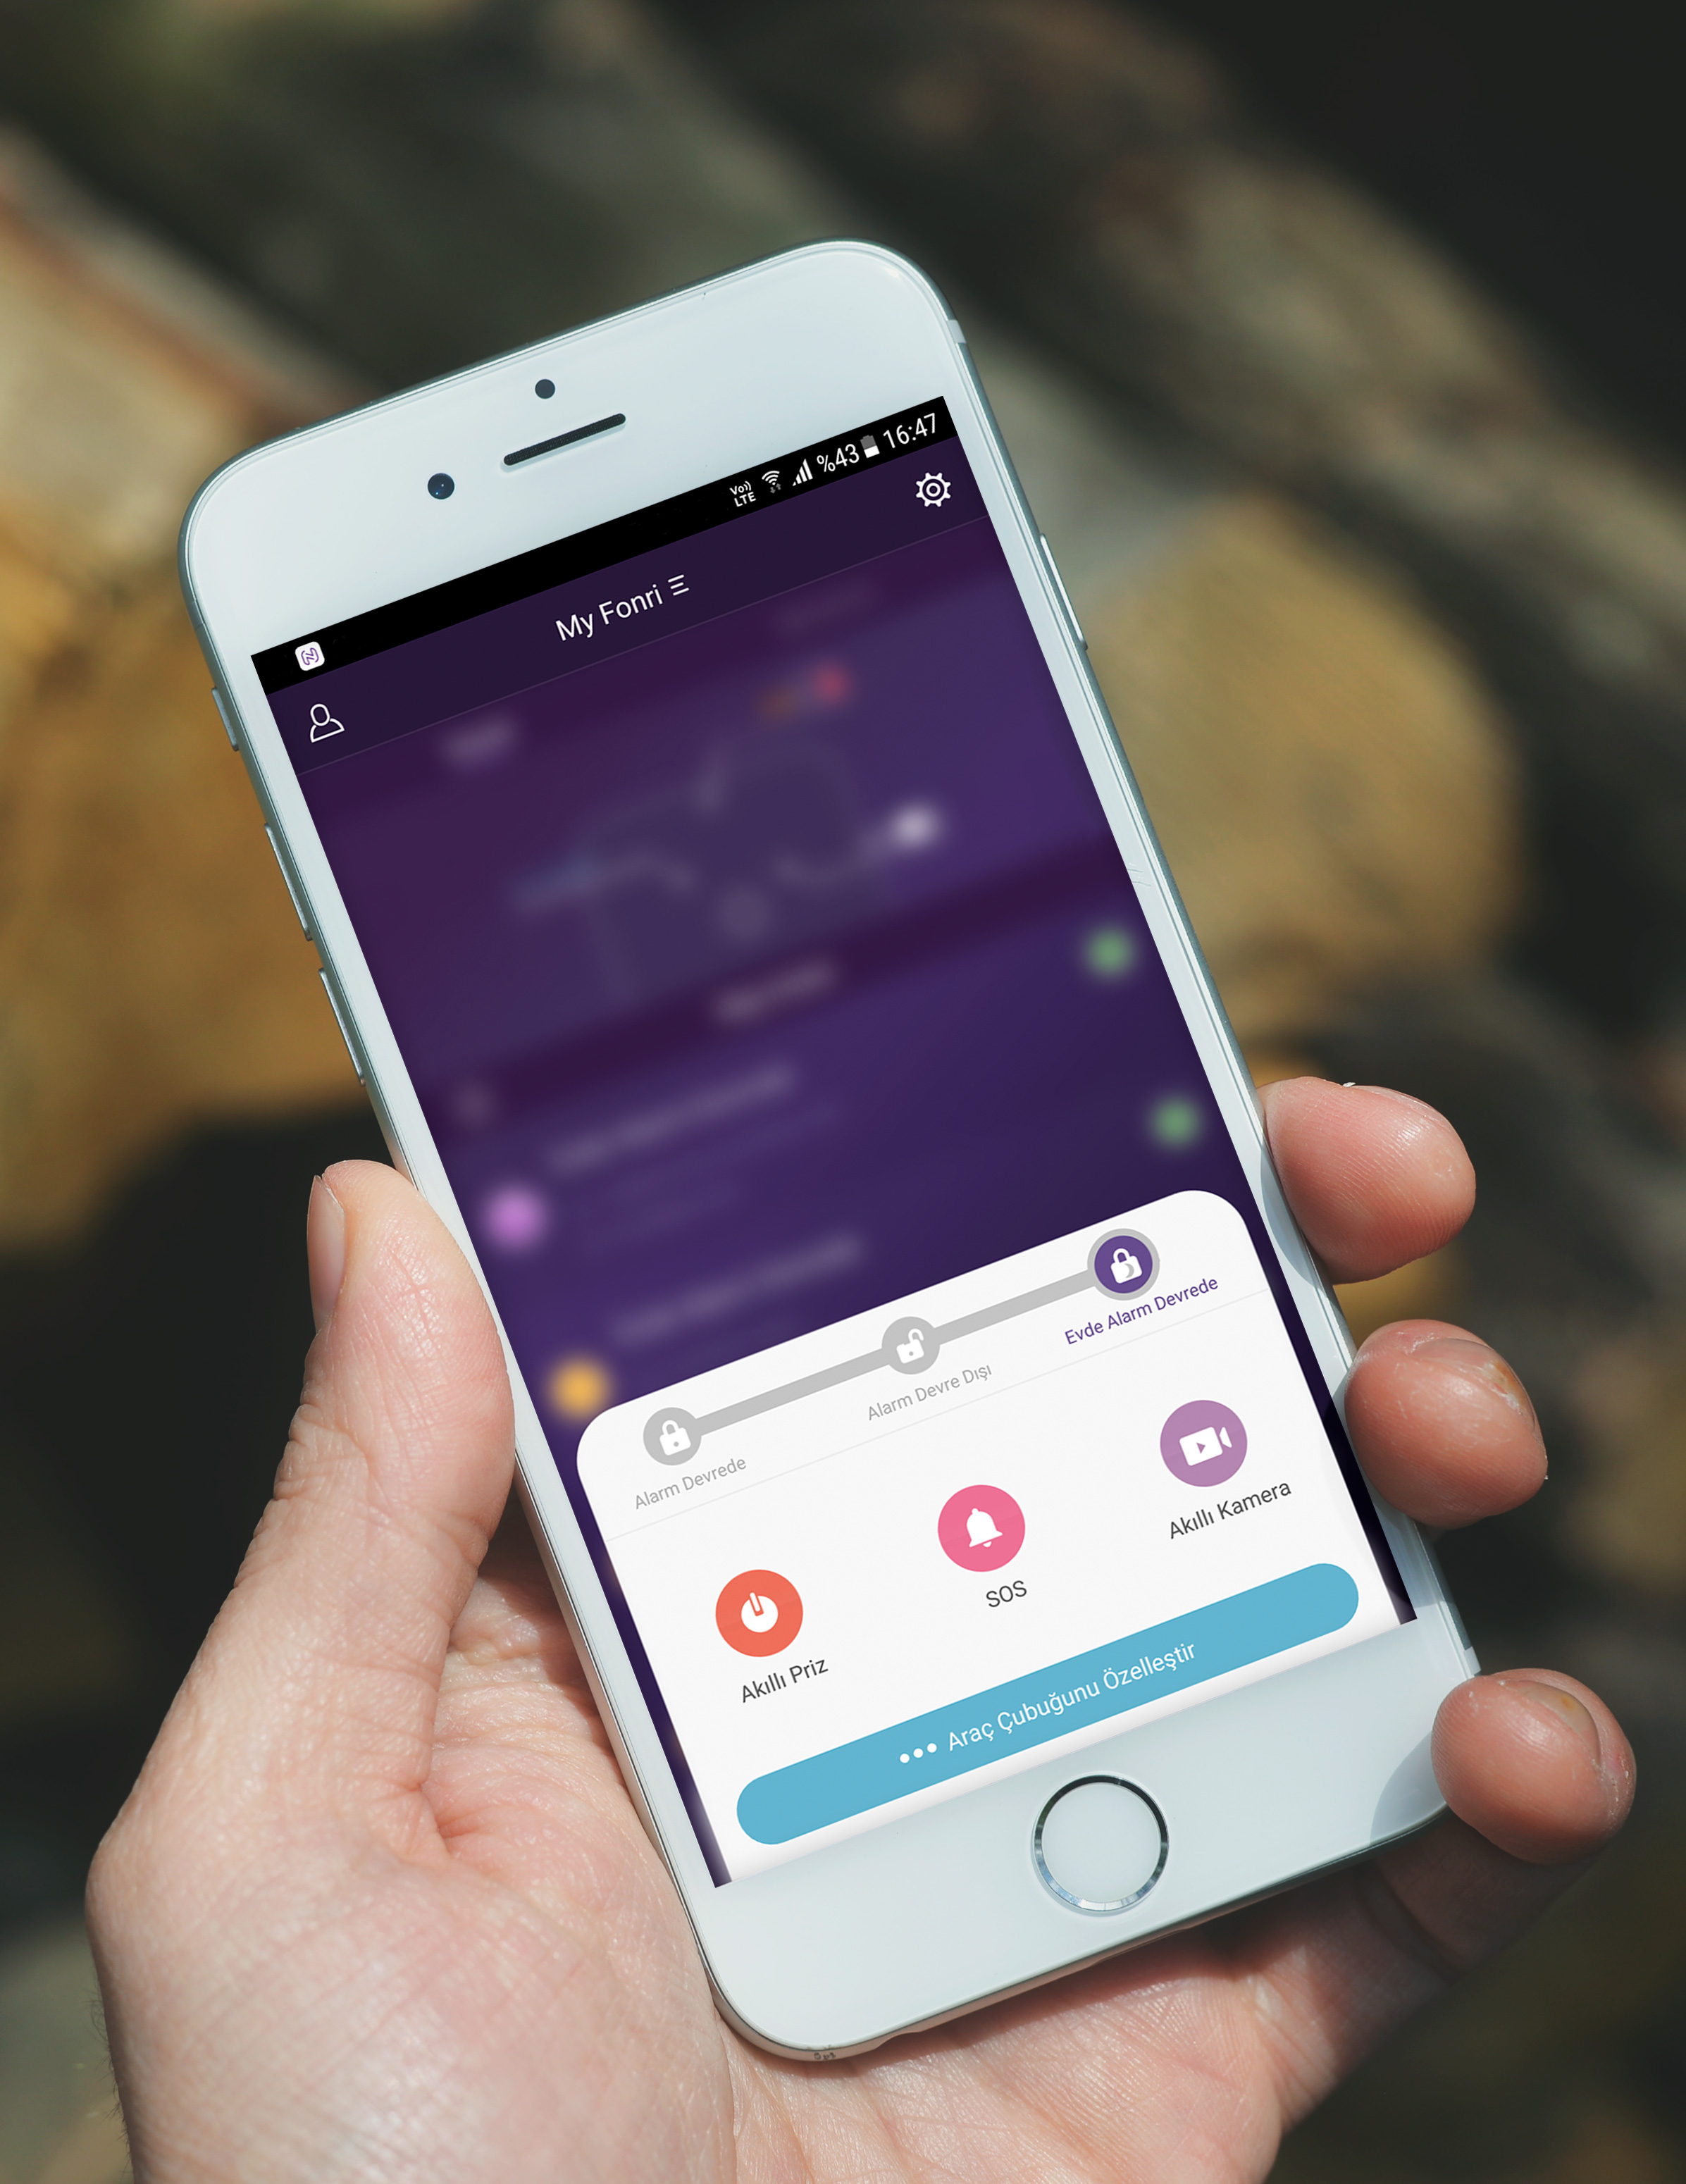 Vo)) LTE %43 16:47
My Fonri
Alarm Devrede
Alarm Devre Dışı
Evde Alarm Devrede
Akıllı Priz
SOS
Akıllı Kamera
Araç Çubuğunu Özelleştir